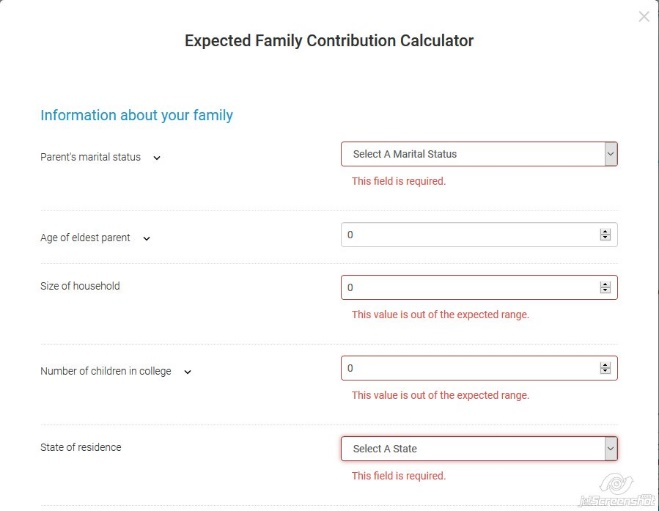 Expected Family Contribution Calculator
Information about your family
Parent's marital status
Select A Marital Status
This field is required.
Age of eldest parent
0
Size of household
0
This value is out of the expected range.
Number of children in college
0
This value is out of the expected range.
State of residence
Select A State
This field is required.